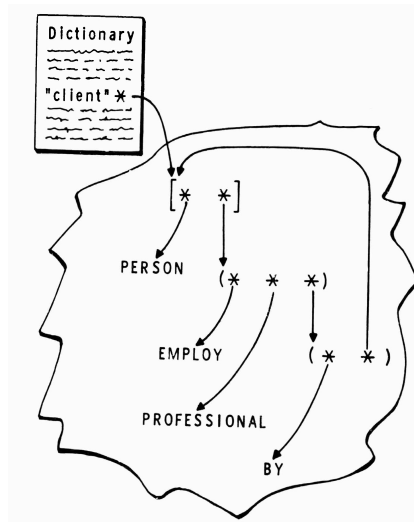 Dictionary
"client" *
[* *]
PERSON
(* * *)
EMPLOY
(* *)
PROFESSIONAL
BY